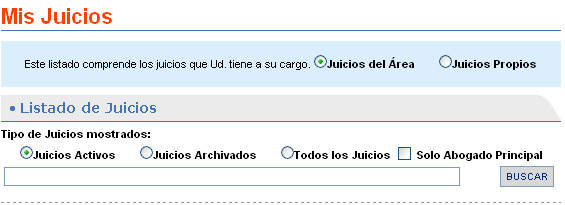 Mis Juicios
Este listado comprende los juicios que Ud. tiene a su cargo. Juicios del Área Juicios Propios
• Listado de Juicios
Tipo de Juicios mostrados:
Juicios Activos Juicios Archivados Todos los Juicios Solo Abogado Principal
BUSCAR